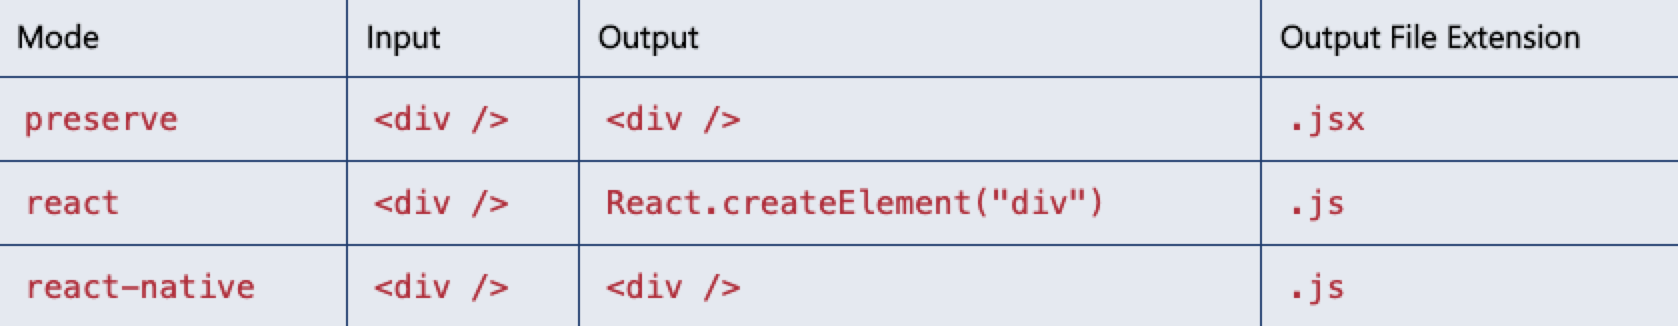 Mode Input Output Output File Extension
preserve <div /> <div /> .jsx
react <div /> React.createElement("div") .js
react-native <div /> <div /> .js